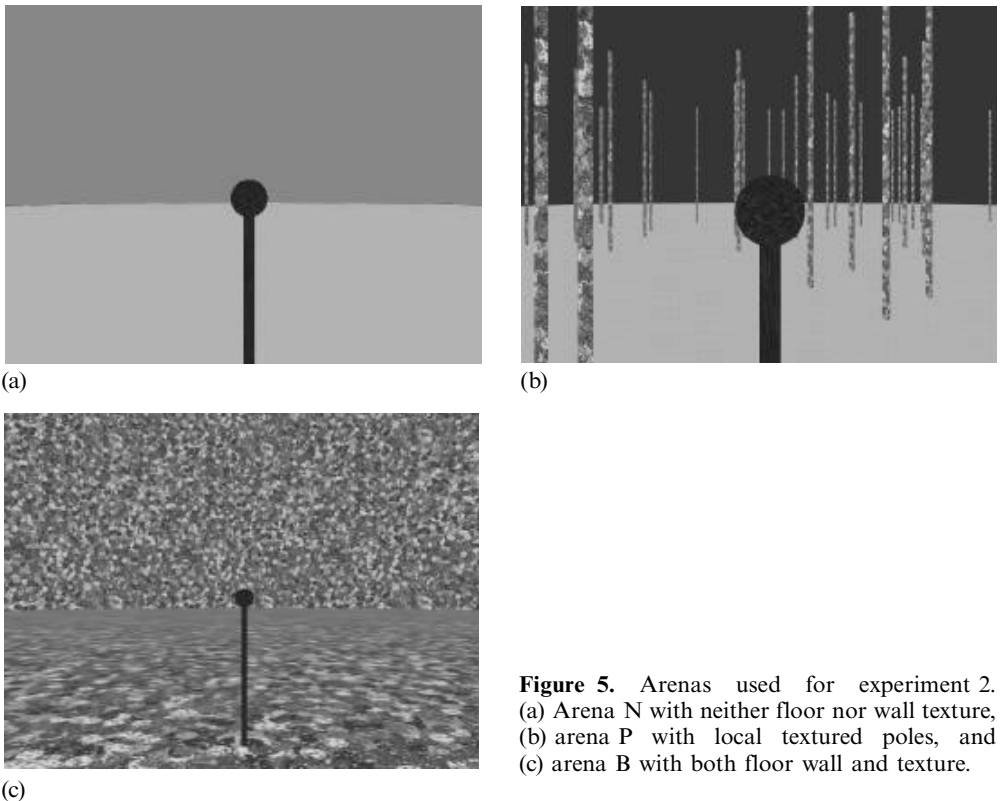 (a)
(b)
(c)
Figure 5. Arenas used for experiment 2.
(a) Arena N with neither floor nor wall texture,
(b) arena P with local textured poles, and
(c) arena B with both floor wall and texture.